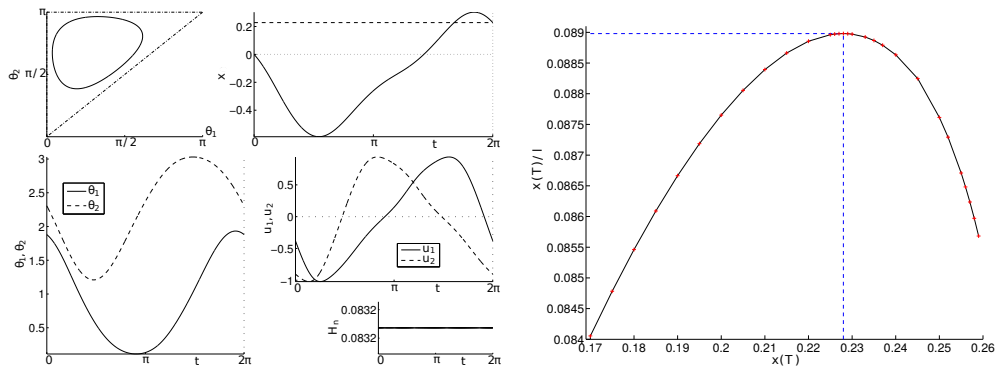 π
θ2
π/2
0
π/2
π
θ1
0.2
0
−0.2
−0.4
x
0
π
t
2π
3
2.5
2
1.5
1
0.5
θ1, θ2
θ1
θ2
0
π
t
2π
0.5
0
−0.5
−1
u1, u2
u1
u2
0
π
t
2π
0.0832
0.0832
Hn
0
π
t
2π
0.089
0.0885
0.088
0.0875
0.087
0.0865
0.086
0.0855
0.085
0.0845
0.084
x(T)/l
0.17
0.18
0.19
0.2
0.21
0.22
0.23
0.24
0.25
0.26
x(T)